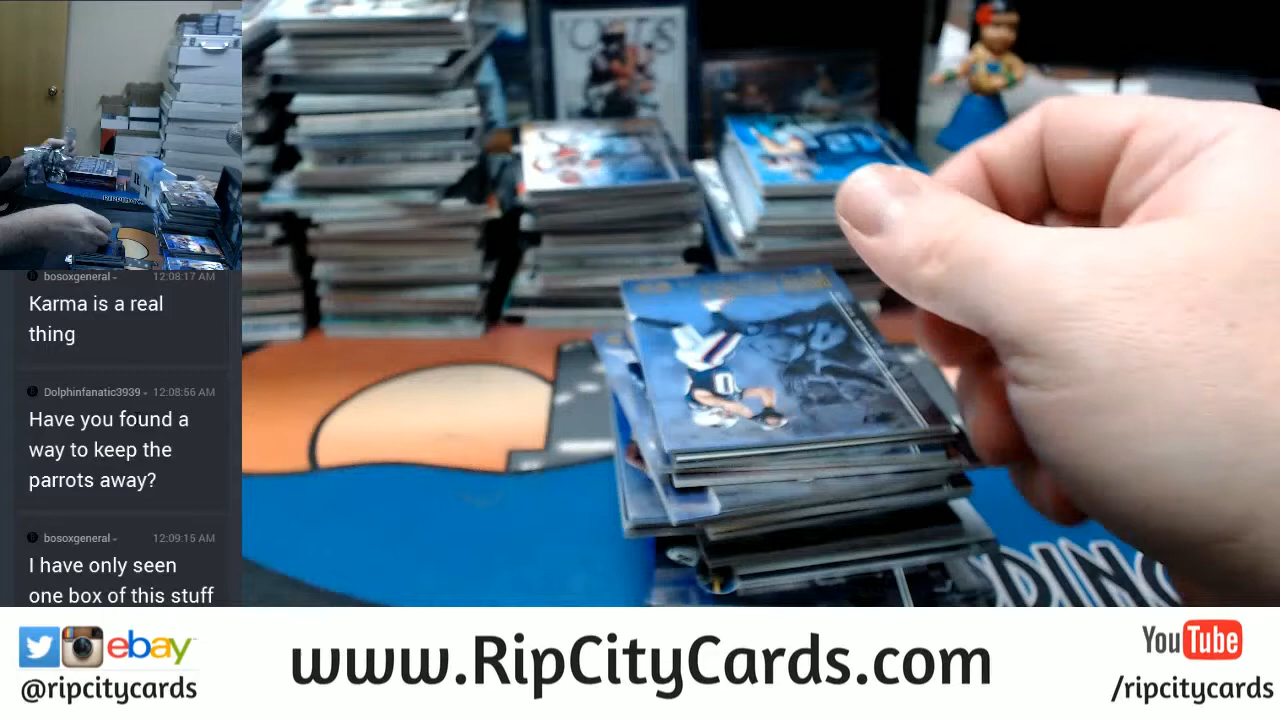 bosoxgeneral 12:08:17 AM
Karma is a real
thing
Dolphinfanatic3939 12:08:56 AM
Have you found a
way to keep the
parrots away?
bosoxgeneral 12:09:15 AM
I have only seen
one box of this stuff
DING
ebay
@ripcitycards
www.RipCityCards.com
YouTube
/ripcitycards